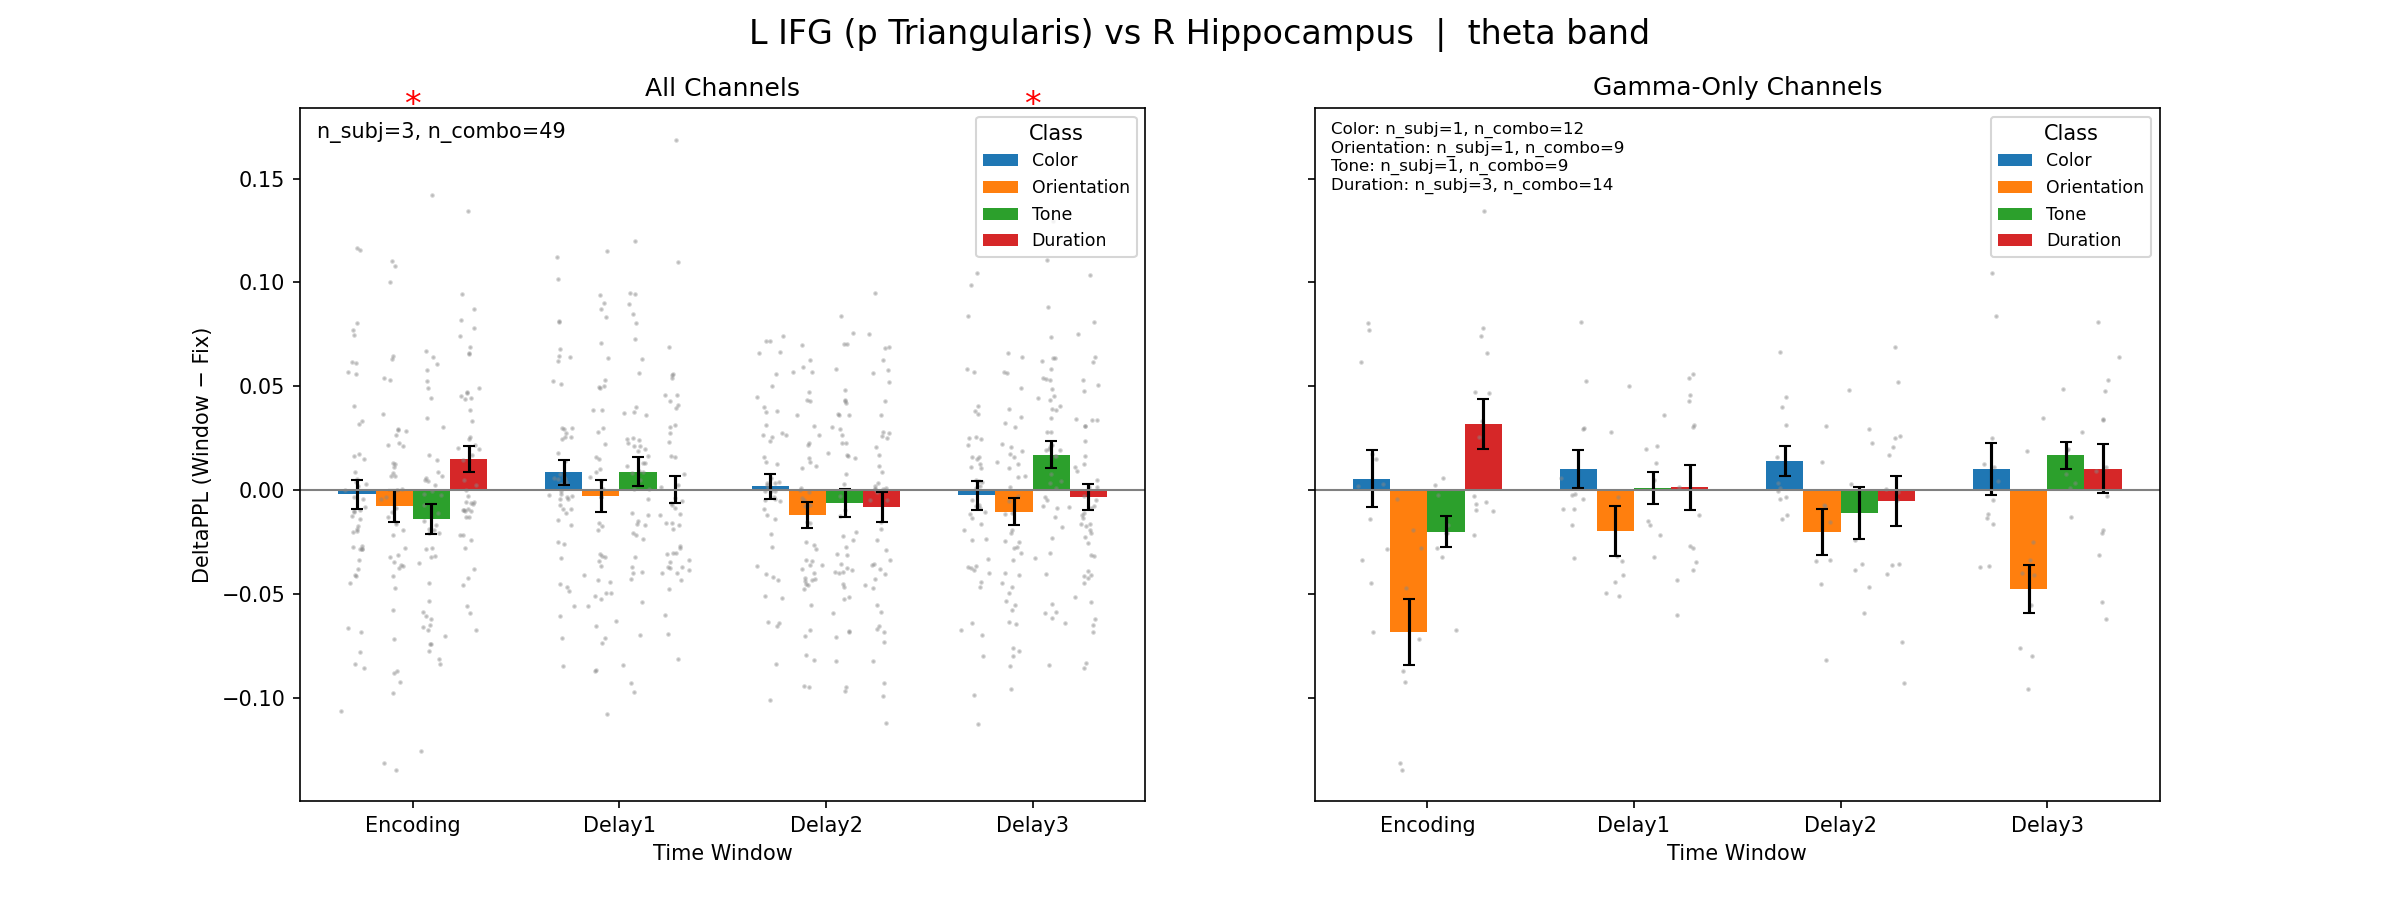 L IFG (p Triangularis) vs R Hippocampus | theta band
All Channels
*
*
n_subj=3, n_combo=49
Class
Color
Orientation
Tone
Duration
DeltaPPL (Window − Fix)
0.15
0.10
0.05
0.00
−0.05
−0.10
Encoding
Delay1
Delay2
Delay3
Time Window
Gamma-Only Channels
Color: n_subj=1, n_combo=12
Orientation: n_subj=1, n_combo=9
Tone: n_subj=1, n_combo=9
Duration: n_subj=3, n_combo=14
Class
Color
Orientation
Tone
Duration
Encoding
Delay1
Delay2
Delay3
Time Window